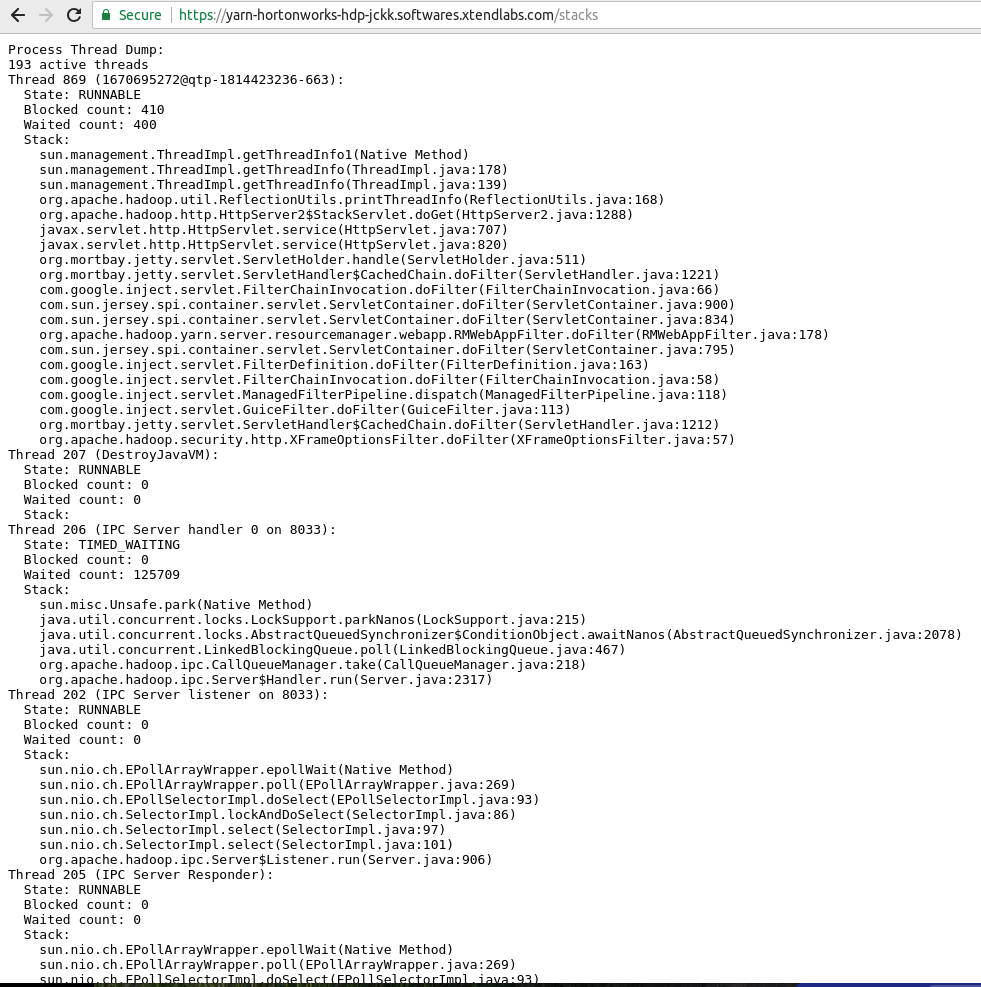 Secure | https://yarn-hortonworks-hdp-jckk.softwares.xtendlabs.com/stacks
Process Thread Dump:
193 active threads
Thread 869 (1670695272@qtp-1814423236-663):
  State: RUNNABLE
  Blocked count: 410
  Waited count: 400
  Stack:
    sun.management.ThreadImpl.getThreadInfo1(Native Method)
    sun.management.ThreadImpl.getThreadInfo(ThreadImpl.java:178)
    sun.management.ThreadImpl.getThreadInfo(ThreadImpl.java:139)
    org.apache.hadoop.util.ReflectionUtils.printThreadInfo(ReflectionUtils.java:168)
    org.apache.hadoop.http.HttpServer2$StackServlet.doGet(HttpServer2.java:1288)
    javax.servlet.http.HttpServlet.service(HttpServlet.java:707)
    javax.servlet.http.HttpServlet.service(HttpServlet.java:820)
    org.mortbay.jetty.servlet.ServletHolder.handle(ServletHolder.java:511)
    org.mortbay.jetty.servlet.ServletHandler$CachedChain.doFilter(ServletHandler.java:1221)
    com.google.inject.servlet.FilterChainInvocation.doFilter(FilterChainInvocation.java:66)
    com.sun.jersey.spi.container.servlet.ServletContainer.doFilter(ServletContainer.java:900)
    com.sun.jersey.spi.container.servlet.ServletContainer.doFilter(ServletContainer.java:834)
    org.apache.hadoop.yarn.server.resourcemanager.webapp.RMWebAppFilter.doFilter(RMWebAppFilter.java:178)
    com.sun.jersey.spi.container.servlet.ServletContainer.doFilter(ServletContainer.java:795)
    com.google.inject.servlet.FilterDefinition.doFilter(FilterDefinition.java:163)
    com.google.inject.servlet.FilterChainInvocation.doFilter(FilterChainInvocation.java:58)
    com.google.inject.servlet.ManagedFilterPipeline.dispatch(ManagedFilterPipeline.java:118)
    com.google.inject.servlet.GuiceFilter.doFilter(GuiceFilter.java:113)
    org.mortbay.jetty.servlet.ServletHandler$CachedChain.doFilter(ServletHandler.java:1212)
    org.apache.hadoop.security.http.XFrameOptionsFilter.doFilter(XFrameOptionsFilter.java:57)
Thread 207 (DestroyJavaVM):
  State: RUNNABLE
  Blocked count: 0
  Waited count: 0
  Stack:
Thread 206 (IPC Server handler 0 on 8033):
  State: TIMED_WAITING
  Blocked count: 0
  Waited count: 125709
  Stack:
    sun.misc.Unsafe.park(Native Method)
    java.util.concurrent.locks.LockSupport.parkNanos(LockSupport.java:215)
    java.util.concurrent.locks.AbstractQueuedSynchronizer$ConditionObject.awaitNanos(AbstractQueuedSynchronizer.java:2078)
    java.util.concurrent.LinkedBlockingQueue.poll(LinkedBlockingQueue.java:467)
    org.apache.hadoop.ipc.CallQueueManager.take(CallQueueManager.java:218)
    org.apache.hadoop.ipc.Server$Handler.run(Server.java:2317)
Thread 202 (IPC Server listener on 8033):
  State: RUNNABLE
  Blocked count: 0
  Waited count: 0
  Stack:
    sun.nio.ch.EPollArrayWrapper.epollWait(Native Method)
    sun.nio.ch.EPollArrayWrapper.poll(EPollArrayWrapper.java:269)
    sun.nio.ch.EPollSelectorImpl.doSelect(EPollSelectorImpl.java:93)
    sun.nio.ch.SelectorImpl.lockAndDoSelect(SelectorImpl.java:86)
    sun.nio.ch.SelectorImpl.select(SelectorImpl.java:97)
    sun.nio.ch.SelectorImpl.select(SelectorImpl.java:101)
    org.apache.hadoop.ipc.Server$Listener.run(Server.java:906)
Thread 205 (IPC Server Responder):
  State: RUNNABLE
  Blocked count: 0
  Waited count: 0
  Stack:
    sun.nio.ch.EPollArrayWrapper.epollWait(Native Method)
    sun.nio.ch.EPollArrayWrapper.poll(EPollArrayWrapper.java:269)
    sun.nio.ch.EPollSelectorImpl.doSelect(EPollSelectorImpl.java:93)